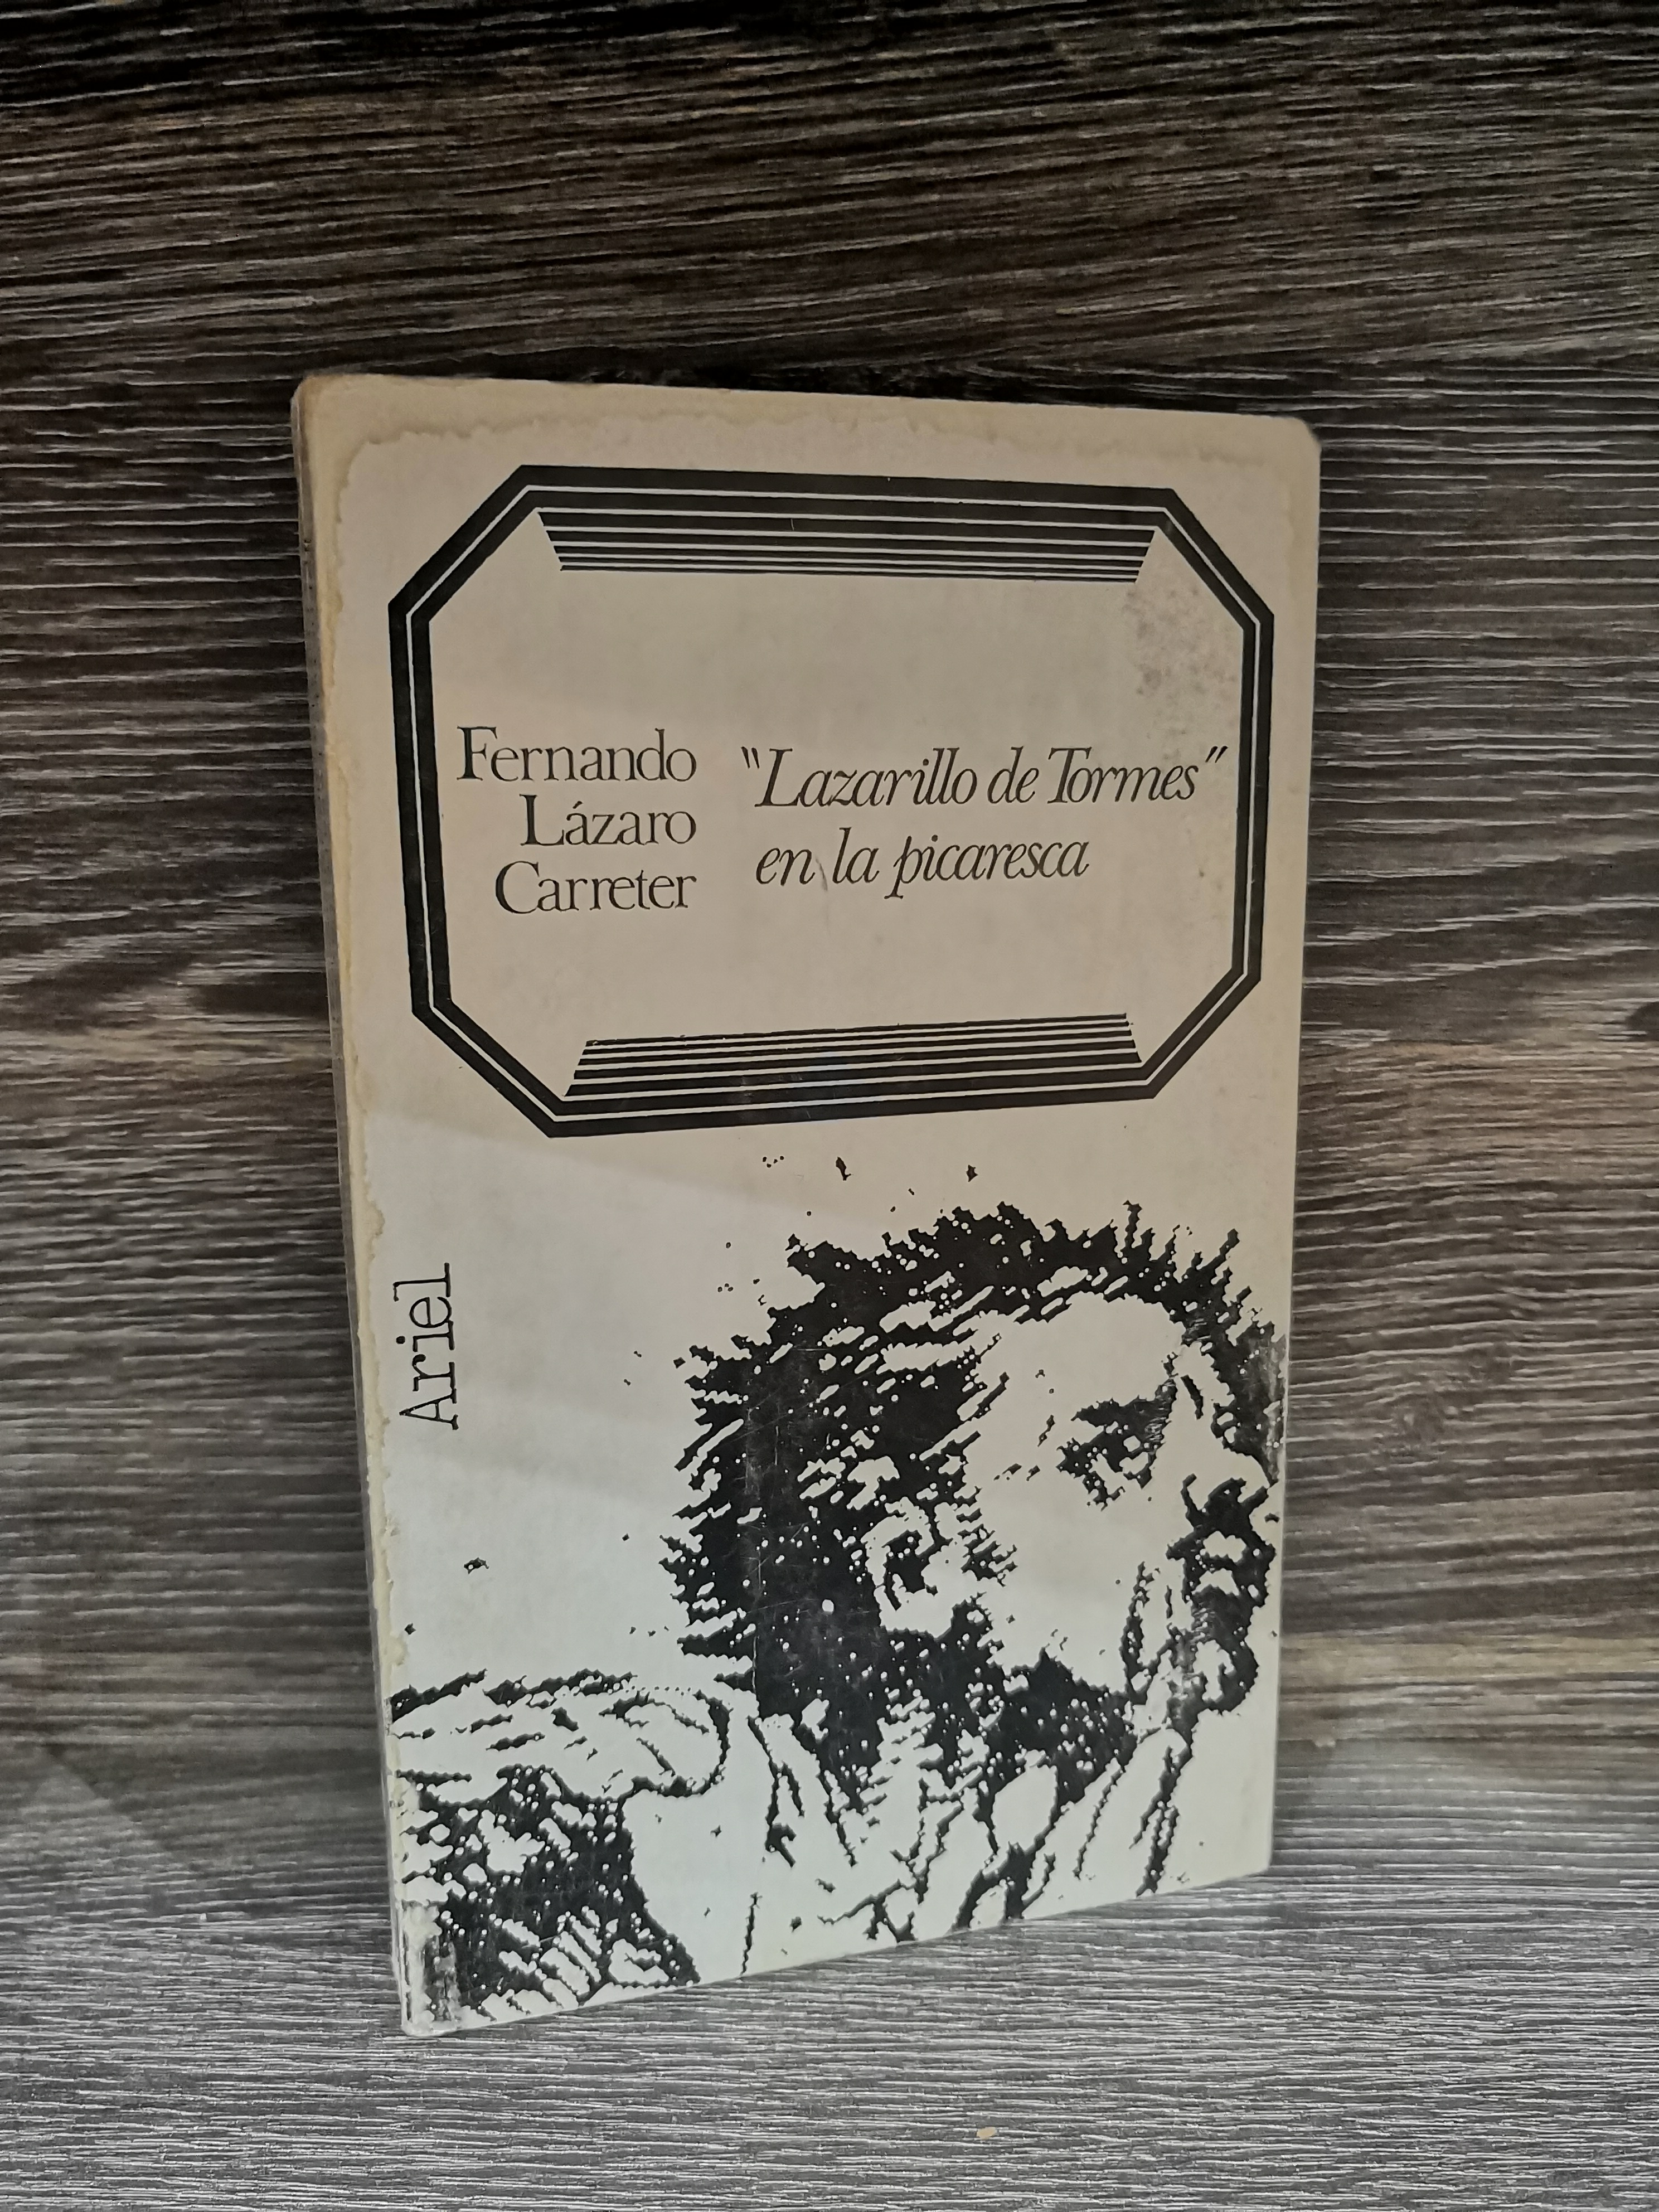 Fernando
Lázaro
Carreter
"Lazarillo de Tormes"
en la picaresca
Ariel